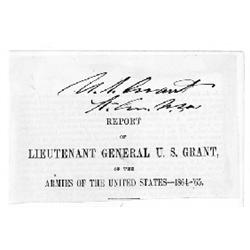 U. S. Grant
REPORT
OF
LIEUTENANT GENERAL U. S. GRANT,
OF THE
ARMIES OF THE UNITED STATES—1864-'65.